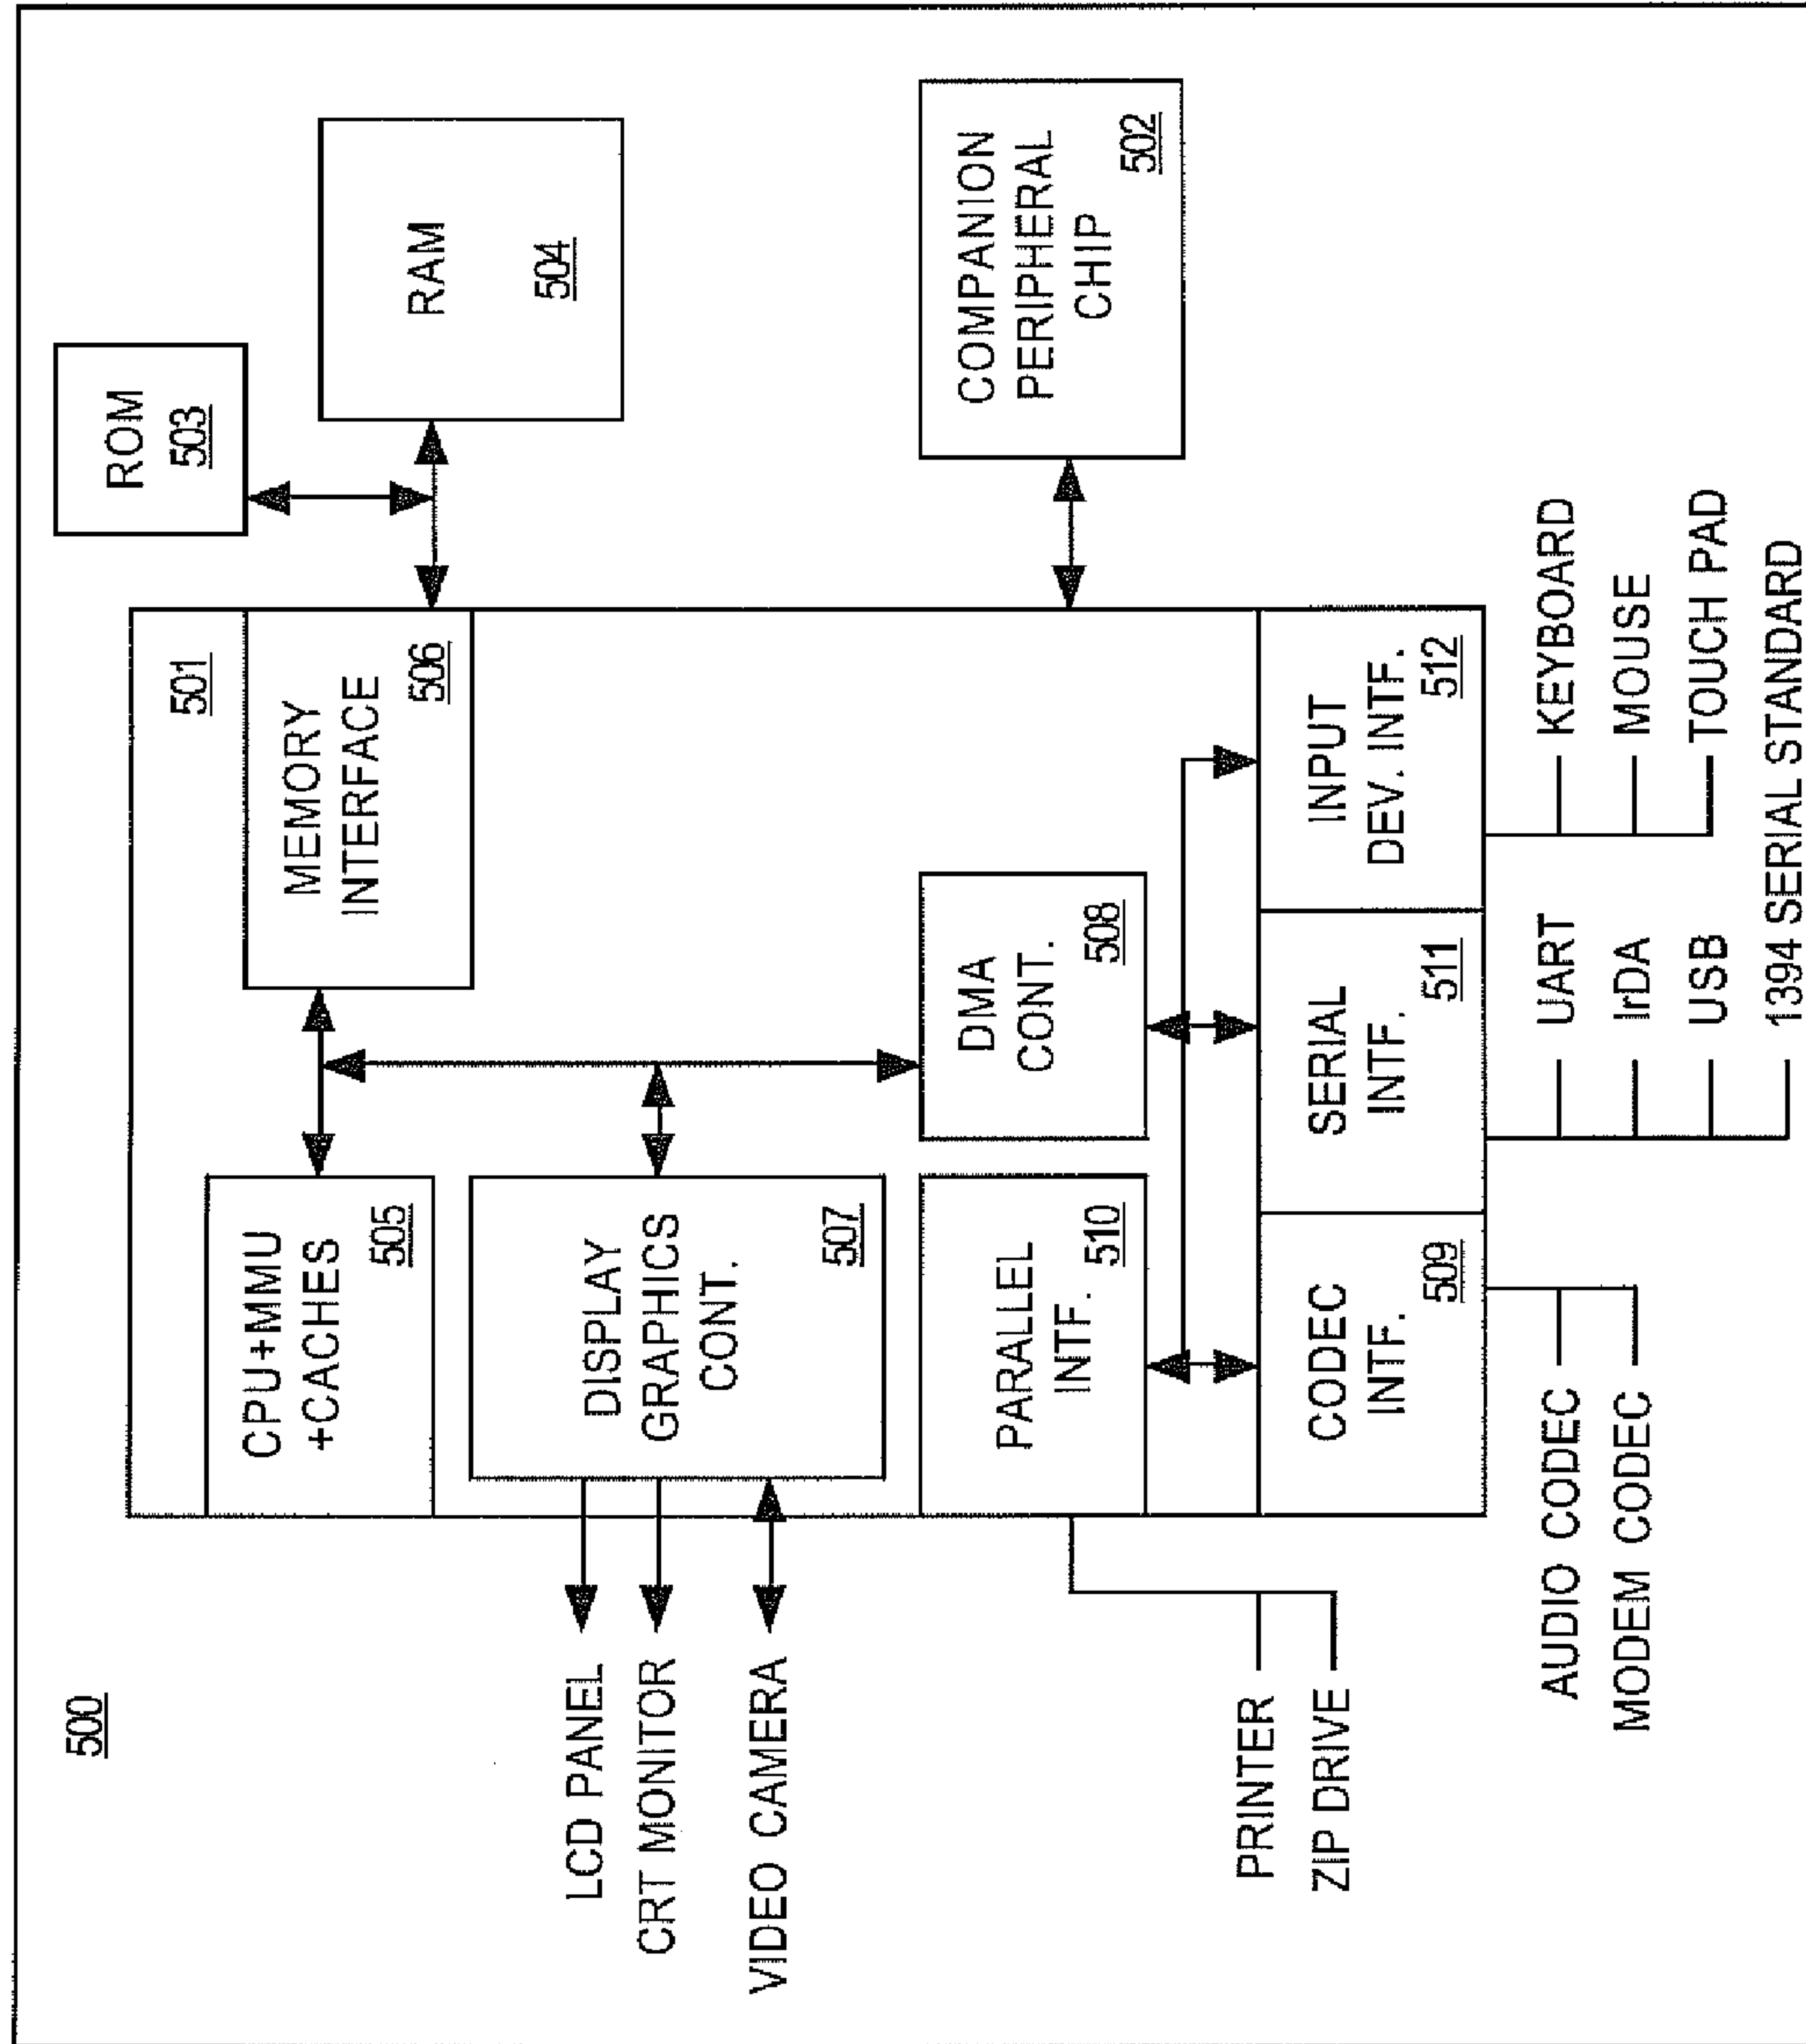 500
501
ROM
503
RAM
504
CPU+MMU
+CACHES
505
MEMORY
INTERFACE
506
LCD PANEL
CRT MONITOR
VIDEO CAMERA
DISPLAY
GRAPHICS
CONT.
507
PARALLEL
INTF.
510
DMA
CONT.
508
COMPANION
PERIPHERAL
CHIP
502
PRINTER
ZIP DRIVE
CODEC
INTF.
509
SERIAL
INTF.
511
INPUT
DEV. INTF.
512
AUDIO CODEC
MODEM CODEC
UART
IrDA
USB
1394 SERIAL STANDARD
KEYBOARD
MOUSE
TOUCH PAD